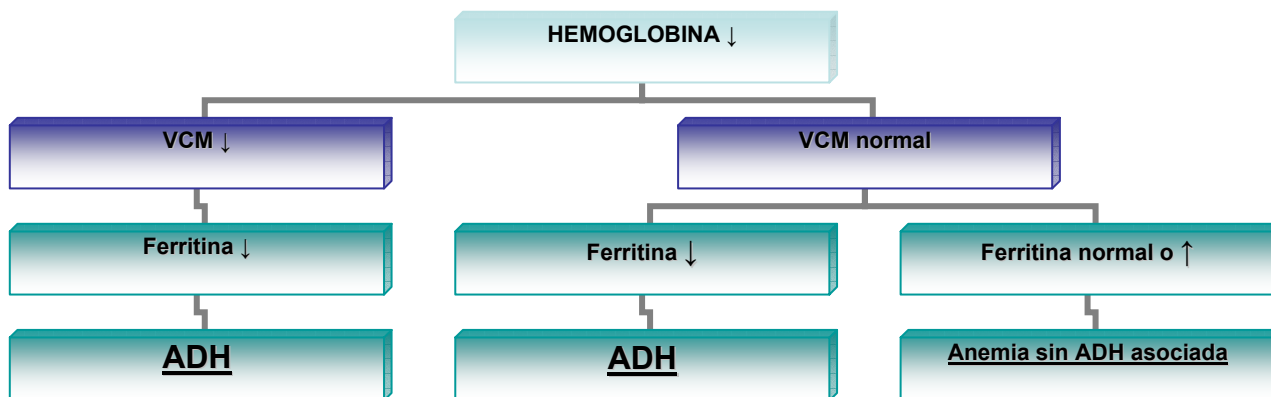 HEMOGLOBINA ↓
VCM ↓
VCM normal
Ferritina ↓
Ferritina ↓
Ferritina normal o ↑
ADH
ADH
Anemia sin ADH asociada